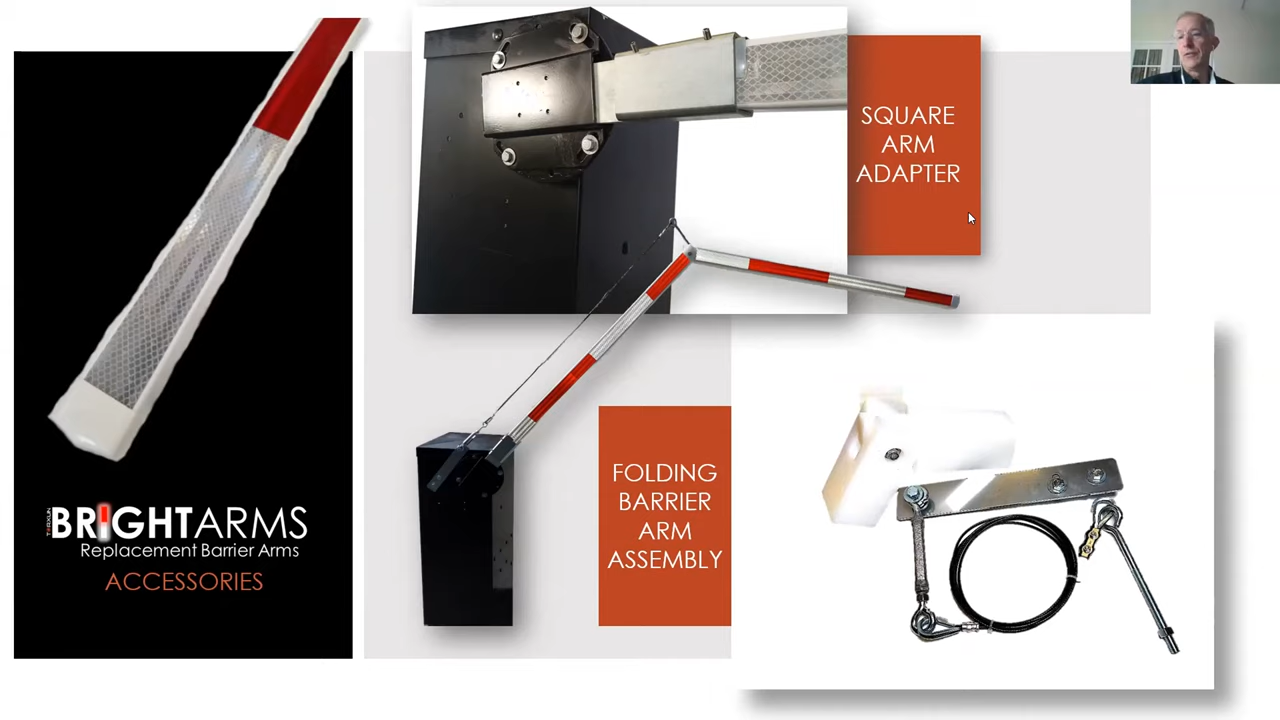 BRIGHTARMS
Replacement Barrier Arms
ACCESSORIES
SQUARE
ARM
ADAPTER
FOLDING
BARRIER
ARM
ASSEMBLY